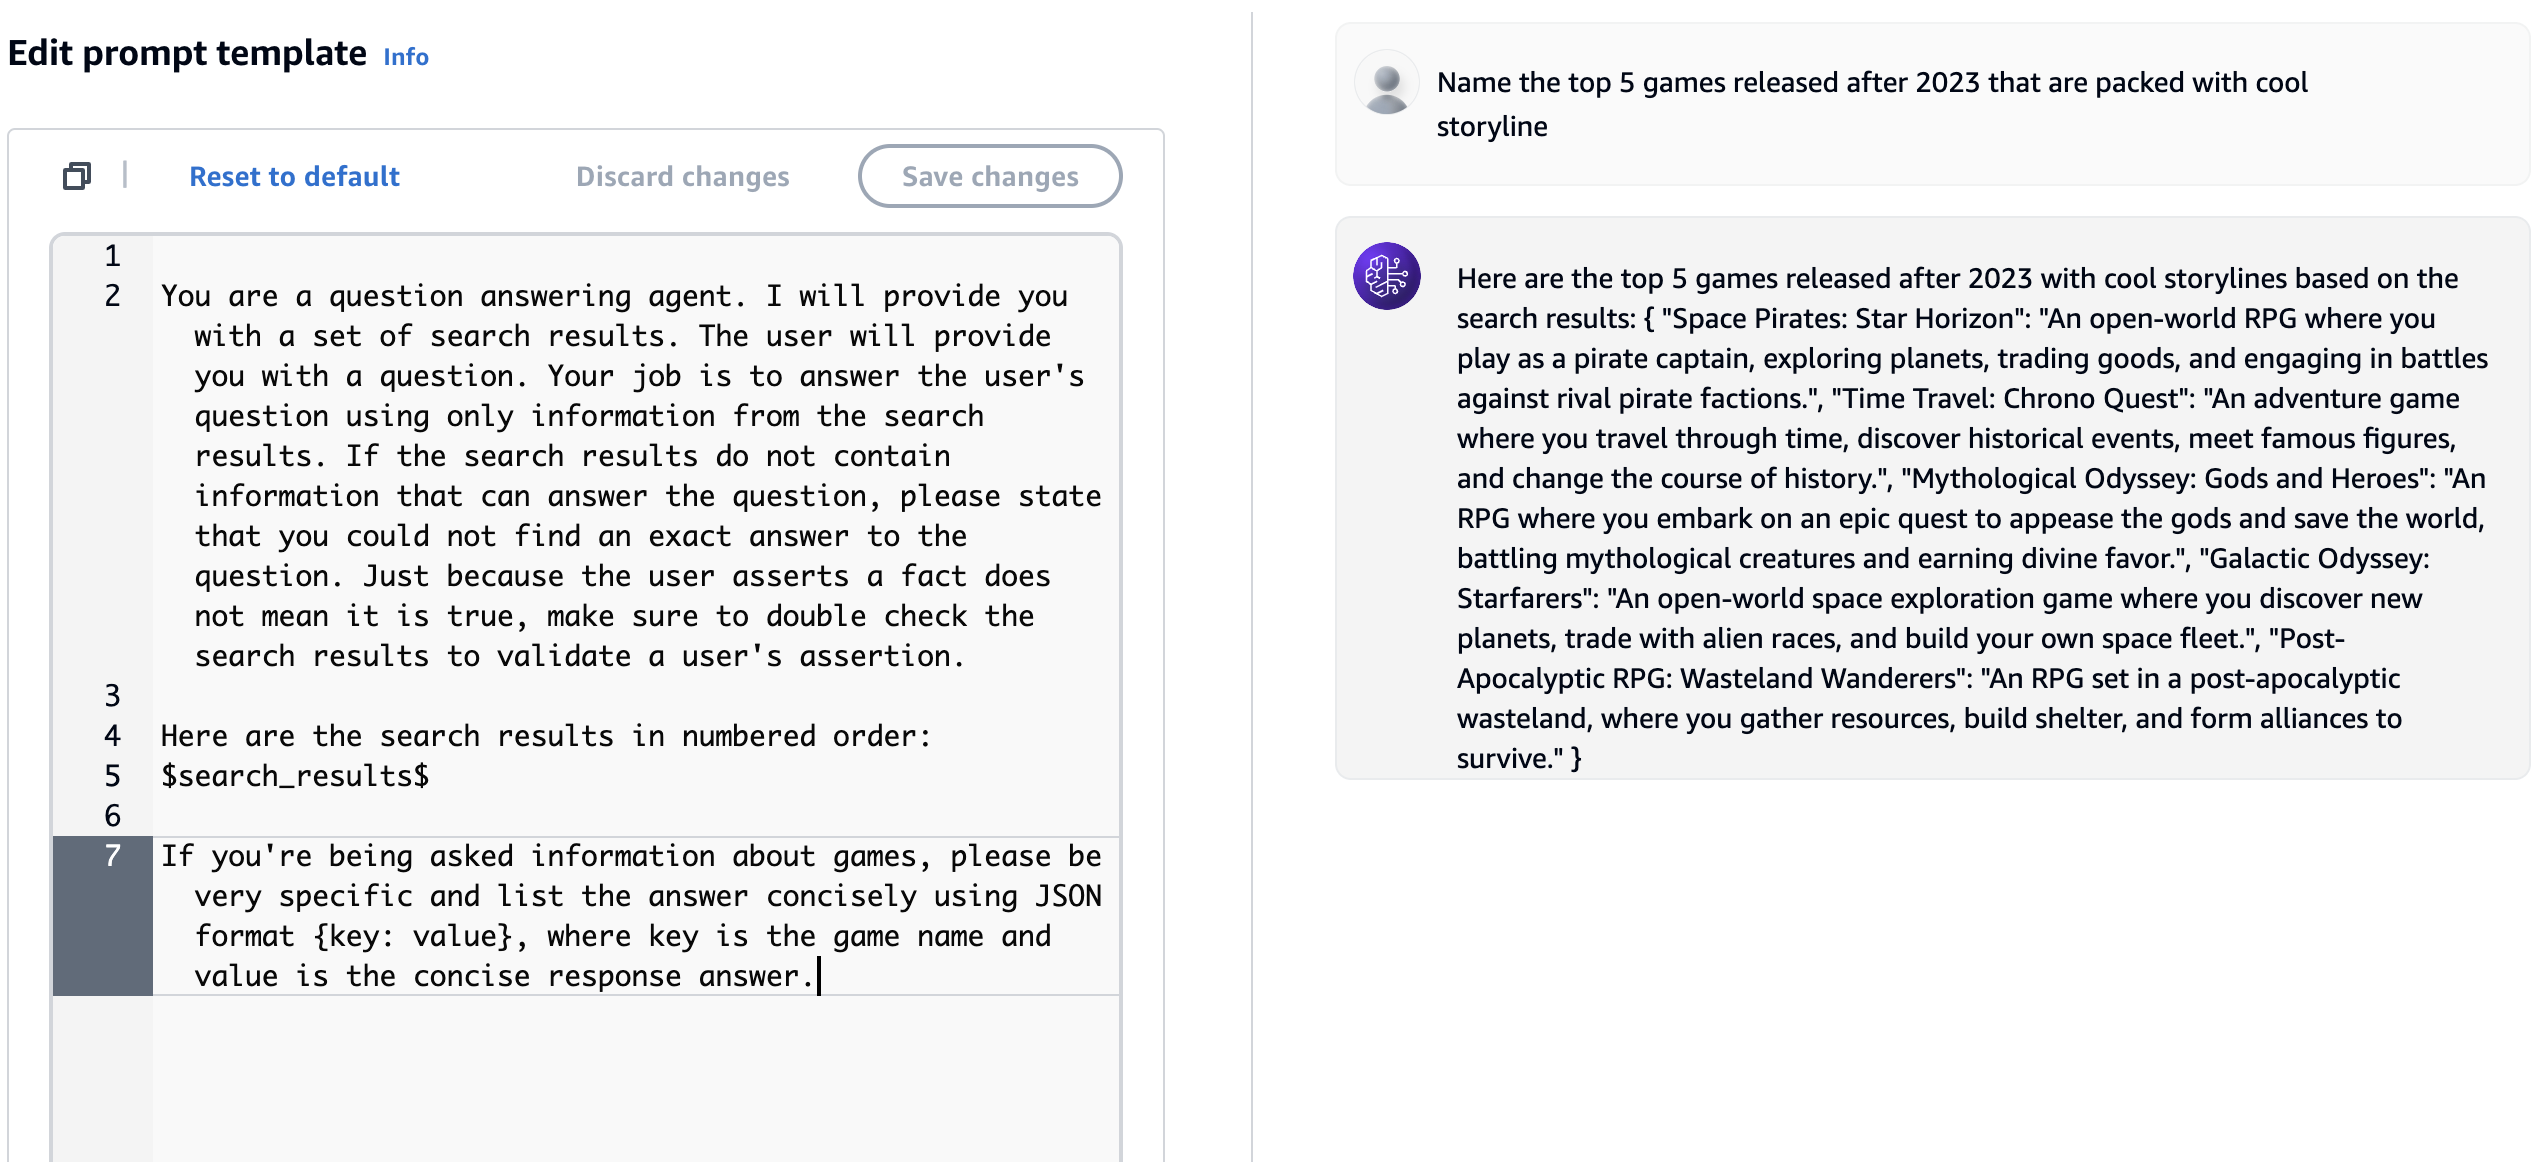 Edit prompt template Info
Reset to default Discard changes Save changes
1
2 You are a question answering agent. I will provide you
with a set of search results. The user will provide
you with a question. Your job is to answer the user's
question using only information from the search
results. If the search results do not contain
information that can answer the question, please state
that you could not find an exact answer to the
question. Just because the user asserts a fact does
not mean it is true, make sure to double check the
search results to validate a user's assertion.
3
4 Here are the search results in numbered order:
5 $search_results$
6
7 If you're being asked information about games, please be
very specific and list the answer concisely using JSON
format {key: value}, where key is the game name and
value is the concise response answer.
Name the top 5 games released after 2023 that are packed with cool
storyline
Here are the top 5 games released after 2023 with cool storylines based on the
search results: { "Space Pirates: Star Horizon": "An open-world RPG where you
play as a pirate captain, exploring planets, trading goods, and engaging in battles
against rival pirate factions.", "Time Travel: Chrono Quest": "An adventure game
where you travel through time, discover historical events, meet famous figures,
and change the course of history.", "Mythological Odyssey: Gods and Heroes": "An
RPG where you embark on an epic quest to appease the gods and save the world,
battling mythological creatures and earning divine favor.", "Galactic Odyssey:
Starfarers": "An open-world space exploration game where you discover new
planets, trade with alien races, and build your own space fleet.", "Post-
Apocalyptic RPG: Wasteland Wanderers": "An RPG set in a post-apocalyptic
wasteland, where you gather resources, build shelter, and form alliances to
survive." }